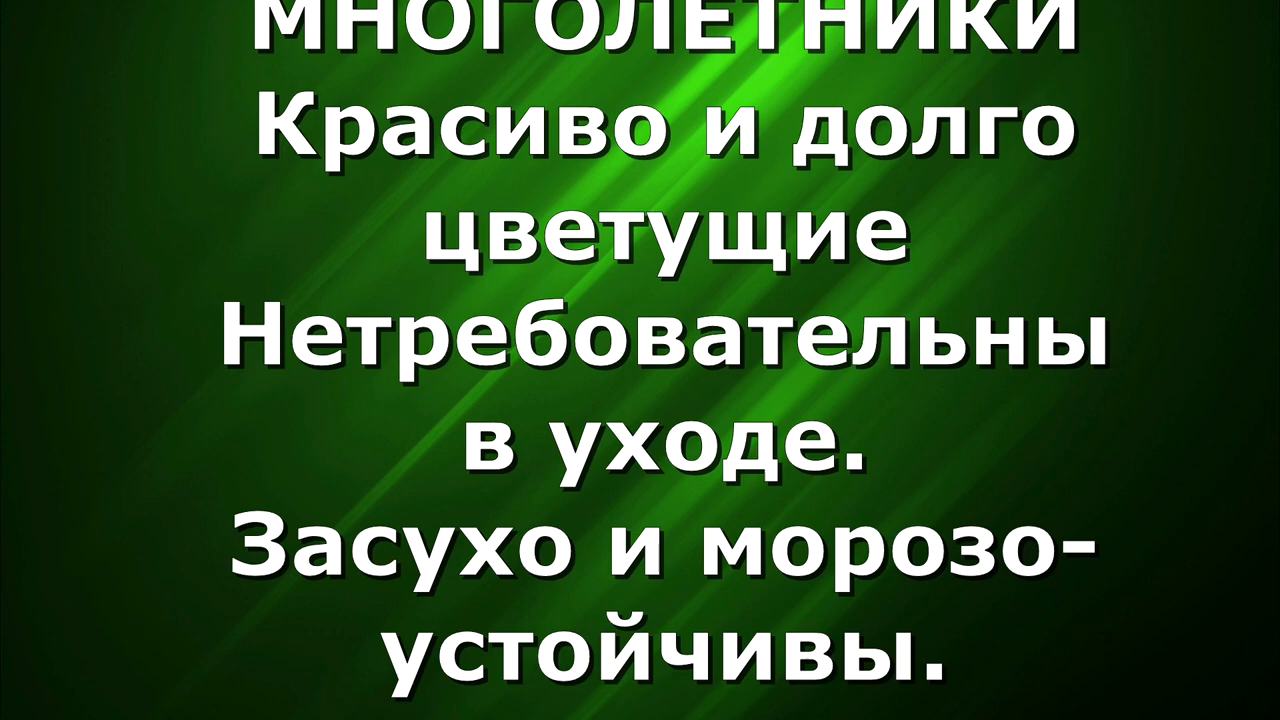 МНОГОЛЕТНИКИ
Красиво и долго
цветущие
Нетребовательны
в уходе.
Засухо и морозо-
устойчивы.